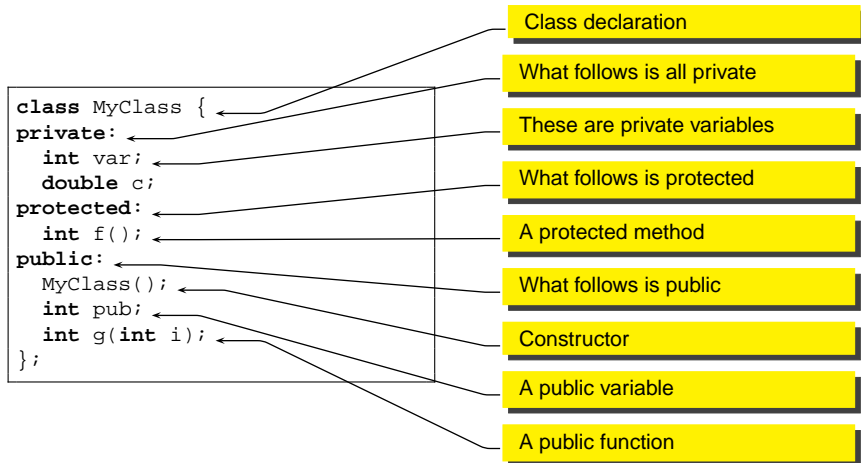 Class declaration
What follows is all private
class MyClass {
private:
These are private variables
int var;
double c;
What follows is protected
protected:
int f();
A protected method
public:
What follows is public
MyClass();
int pub;
Constructor
int g(int i);
};
A public variable
A public function